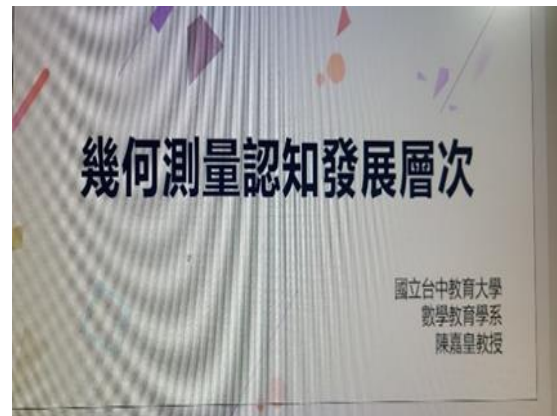 幾何測量認知發展層次
國立台中教育大學
數學教育學系
陳嘉皇教授